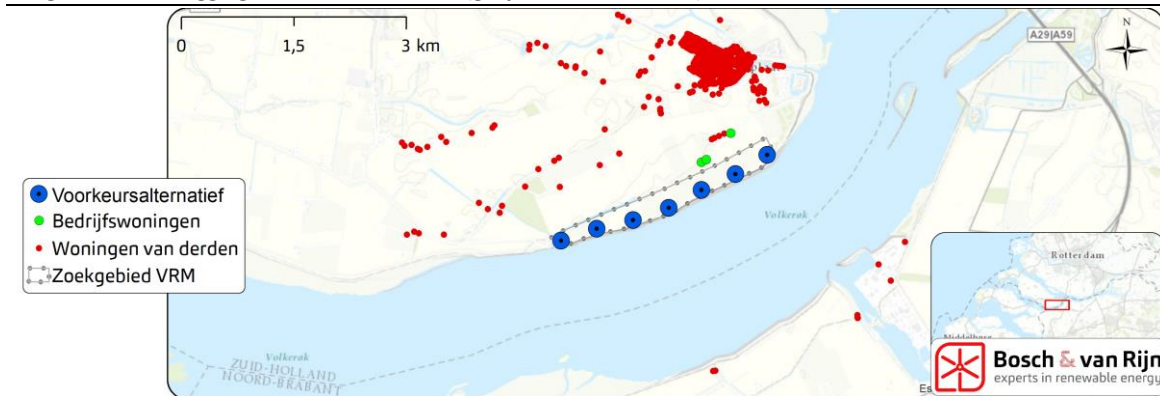 0 1,5 3 km
N
A29|A59
Voorkeursalternatief
Bedrijfswoningen
Woningen van derden
Zoekgebied VRM
Volkerak
Volkerak
ZUID-HOLLAND
NOORD-BRABANT
Rotterdam
Middelburg
Bosch & van Rijn
experts in renewable energy